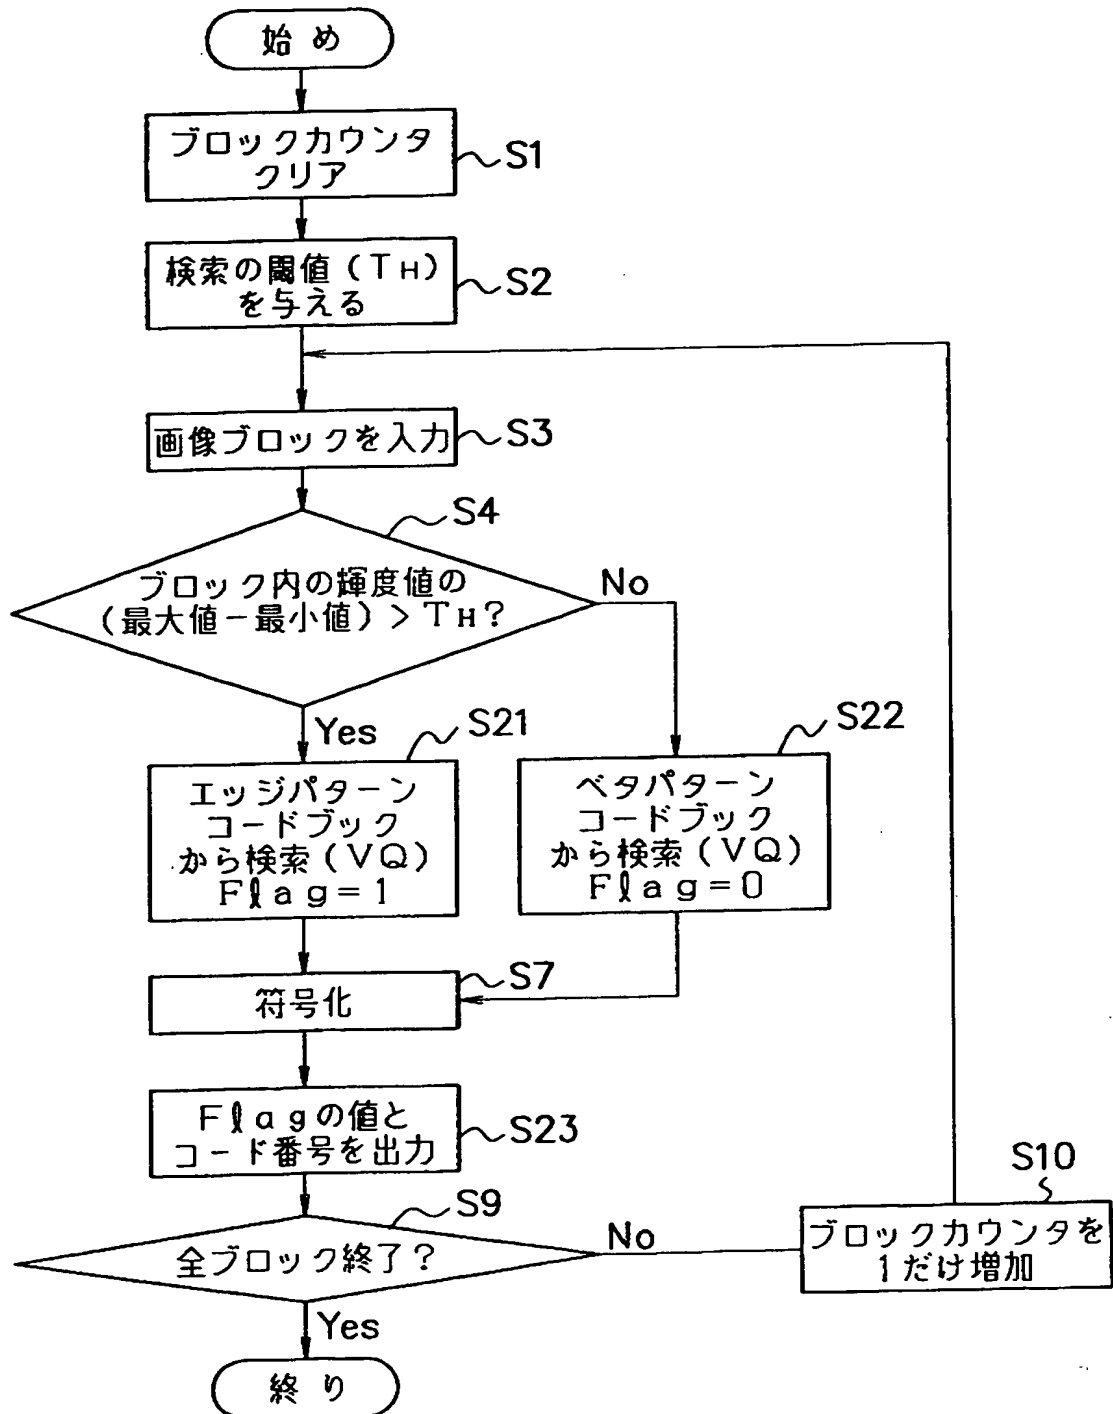 始め
ブロックカウンタ
クリア
S1
検索の閾値(TH)
を与える
S2
画像ブロックを入力
S3
S4
ブロック内の輝度値の
(最大値−最小値)>TH?
No
Yes
S21
エッジパターン
コードブック
から検索(VQ)
Flag=1
S22
ベタパターン
コードブック
から検索(VQ)
Flag=0
S7
符号化
Flagの値と
コード番号を出力
S23
S9
全ブロック終了?
No
S10
ブロックカウンタを
1だけ増加
Yes
終り